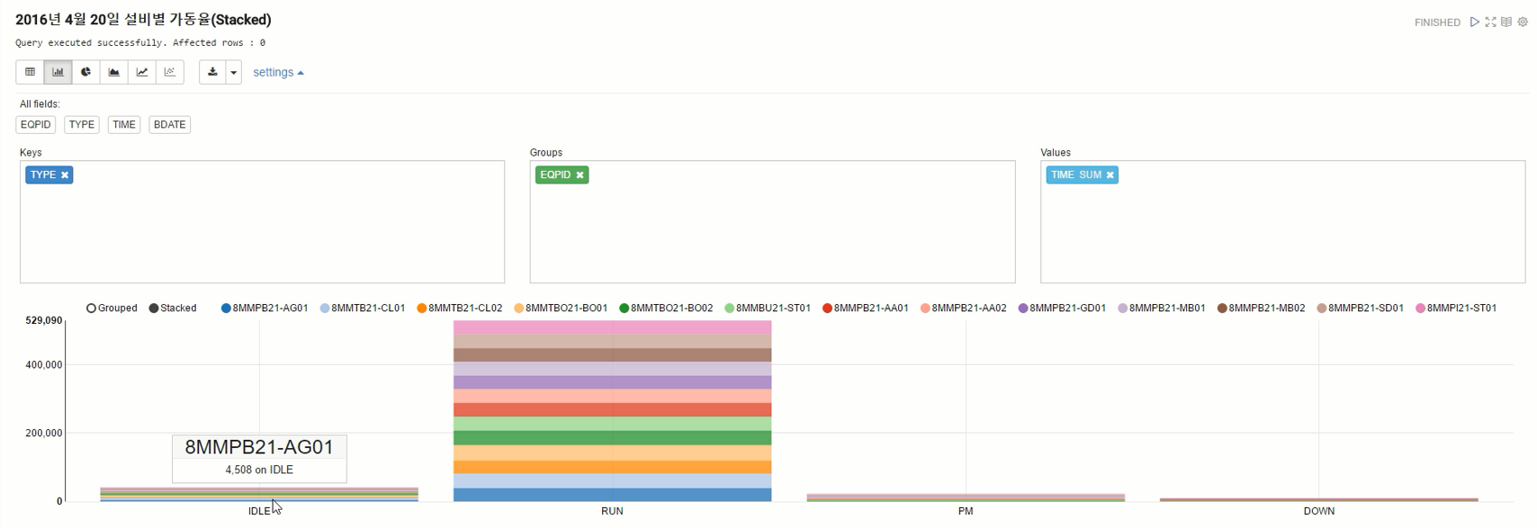 2016년 4월 20일 설비별 가동율(Stacked)
FINISHED
Query executed successfully. Affected rows : 0
settings
All fields:
EQPID TYPE TIME BDATE
Keys Groups Values
TYPE EQPID TIME SUM
Grouped Stacked 8MMPB21-AG01 8MMTB21-CL01 8MMTB21-CL02 8MMTBO21-BO01 8MMTBO21-BO02 8MMBU21-ST01 8MMPB21-AA01 8MMPB21-AA02 8MMPB21-GD01 8MMPB21-MB01 8MMPB21-MB02 8MMPB21-SD01 8MMPI21-ST01
529,090
400,000
200,000
8MMPB21-AG01
4,508 on IDLE
0
IDLE RUN PM DOWN